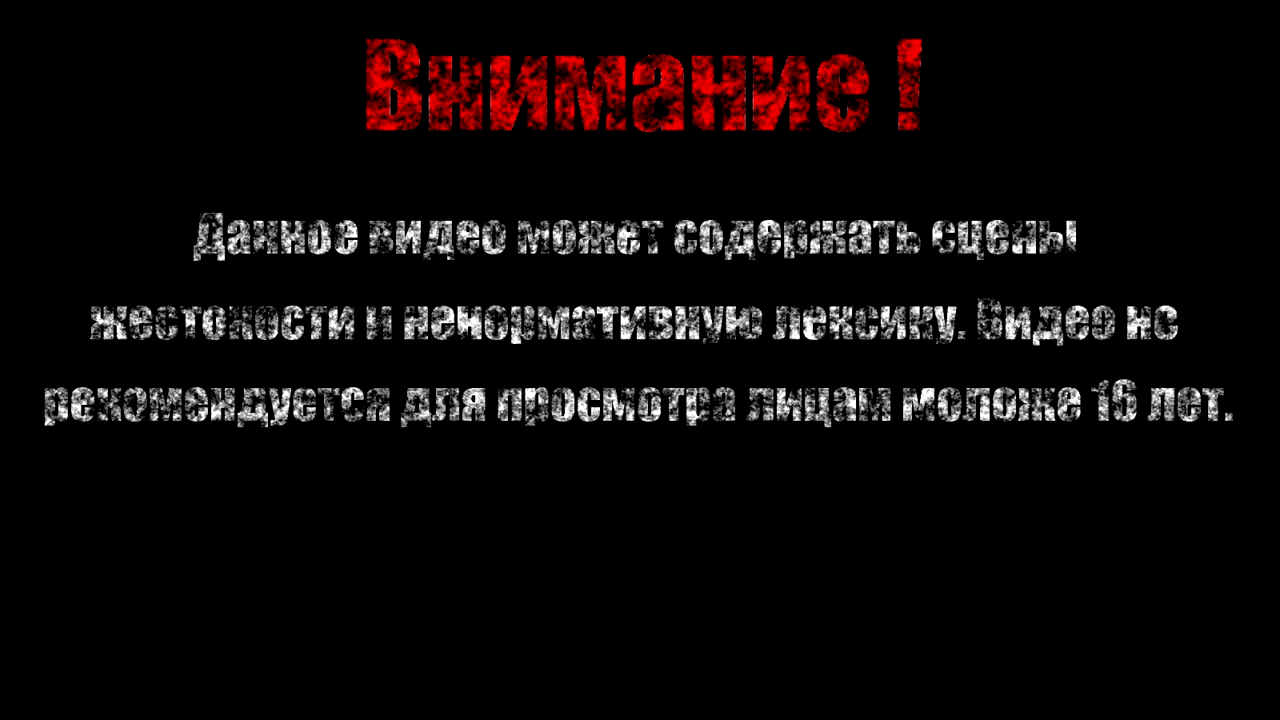 Внимание !
Данное видео может содержать сцены
жестокости и ненормативную лексику. Видео не
рекомендуется для просмотра лицам моложе 16 лет.